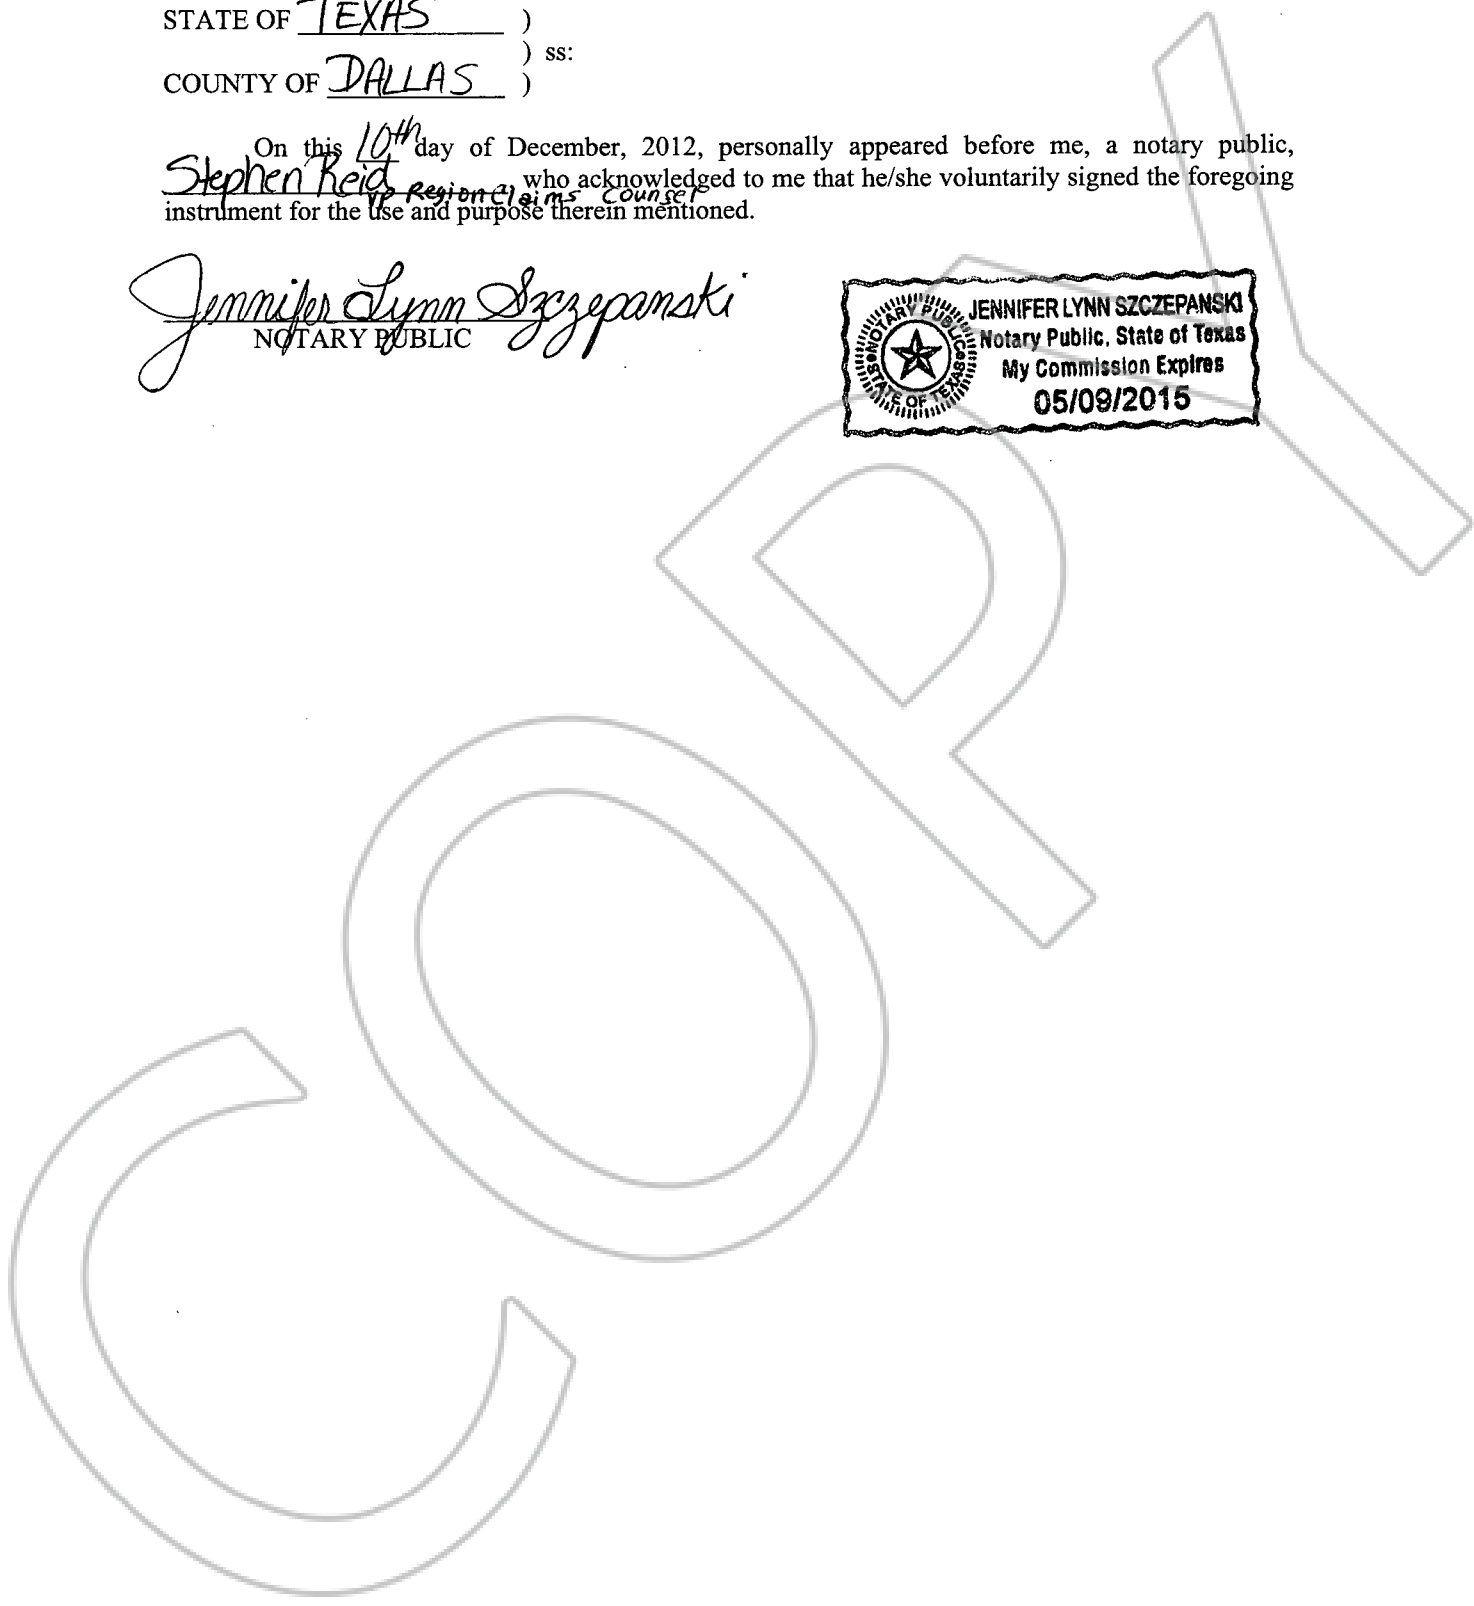 STATE OF TEXAS )
) ss:
COUNTY OF DALLAS )
On this 10th day of December, 2012, personally appeared before me, a notary public,
Stephen Reid, who acknowledged to me that he/she voluntarily signed the foregoing
VP Regional Claims Counsel
instrument for the use and purpose therein mentioned.
Jennifer Lynn Szczepanski
NOTARY PUBLIC
NOTARY PUBLIC
STATE OF TEXAS
JENNIFER LYNN SZCZEPANSKI
Notary Public, State of Texas
My Commission Expires
05/09/2015
COPY